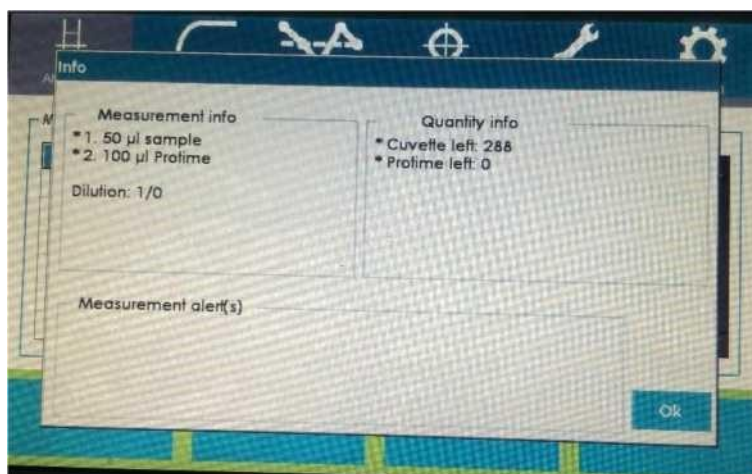 Info
Measurement info
* 1. 50 µl sample
* 2. 100 µl Protime
Dilution: 1/0
Quantity info
* Cuvette left: 288
* Protime left: 0
Measurement alert(s)
Ok